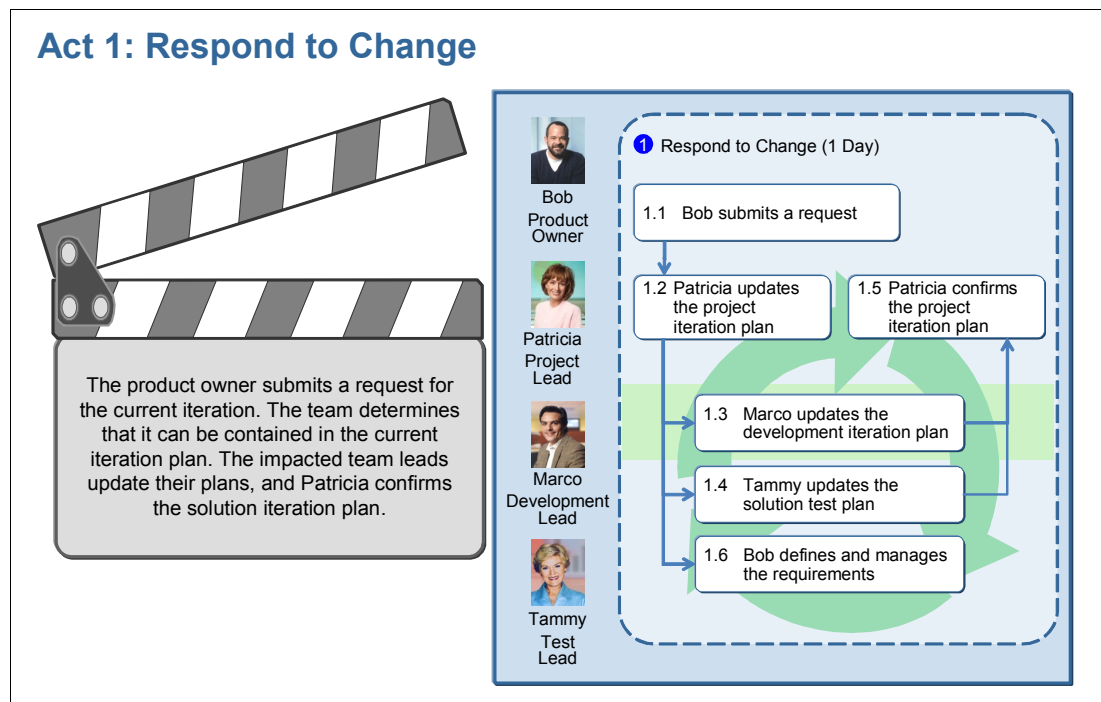 Act 1: Respond to Change
The product owner submits a request for
the current iteration. The team determines
that it can be contained in the current
iteration plan. The impacted team leads
update their plans, and Patricia confirms
the solution iteration plan.
Bob
Product
Owner
Patricia
Project
Lead
Marco
Development
Lead
Tammy
Test
Lead
1 Respond to Change (1 Day)
1.1 Bob submits a request
1.2 Patricia updates
the project
iteration plan
1.5 Patricia confirms
the project
iteration plan
1.3 Marco updates the
development iteration plan
1.4 Tammy updates the
solution test plan
1.6 Bob defines and manages
the requirements